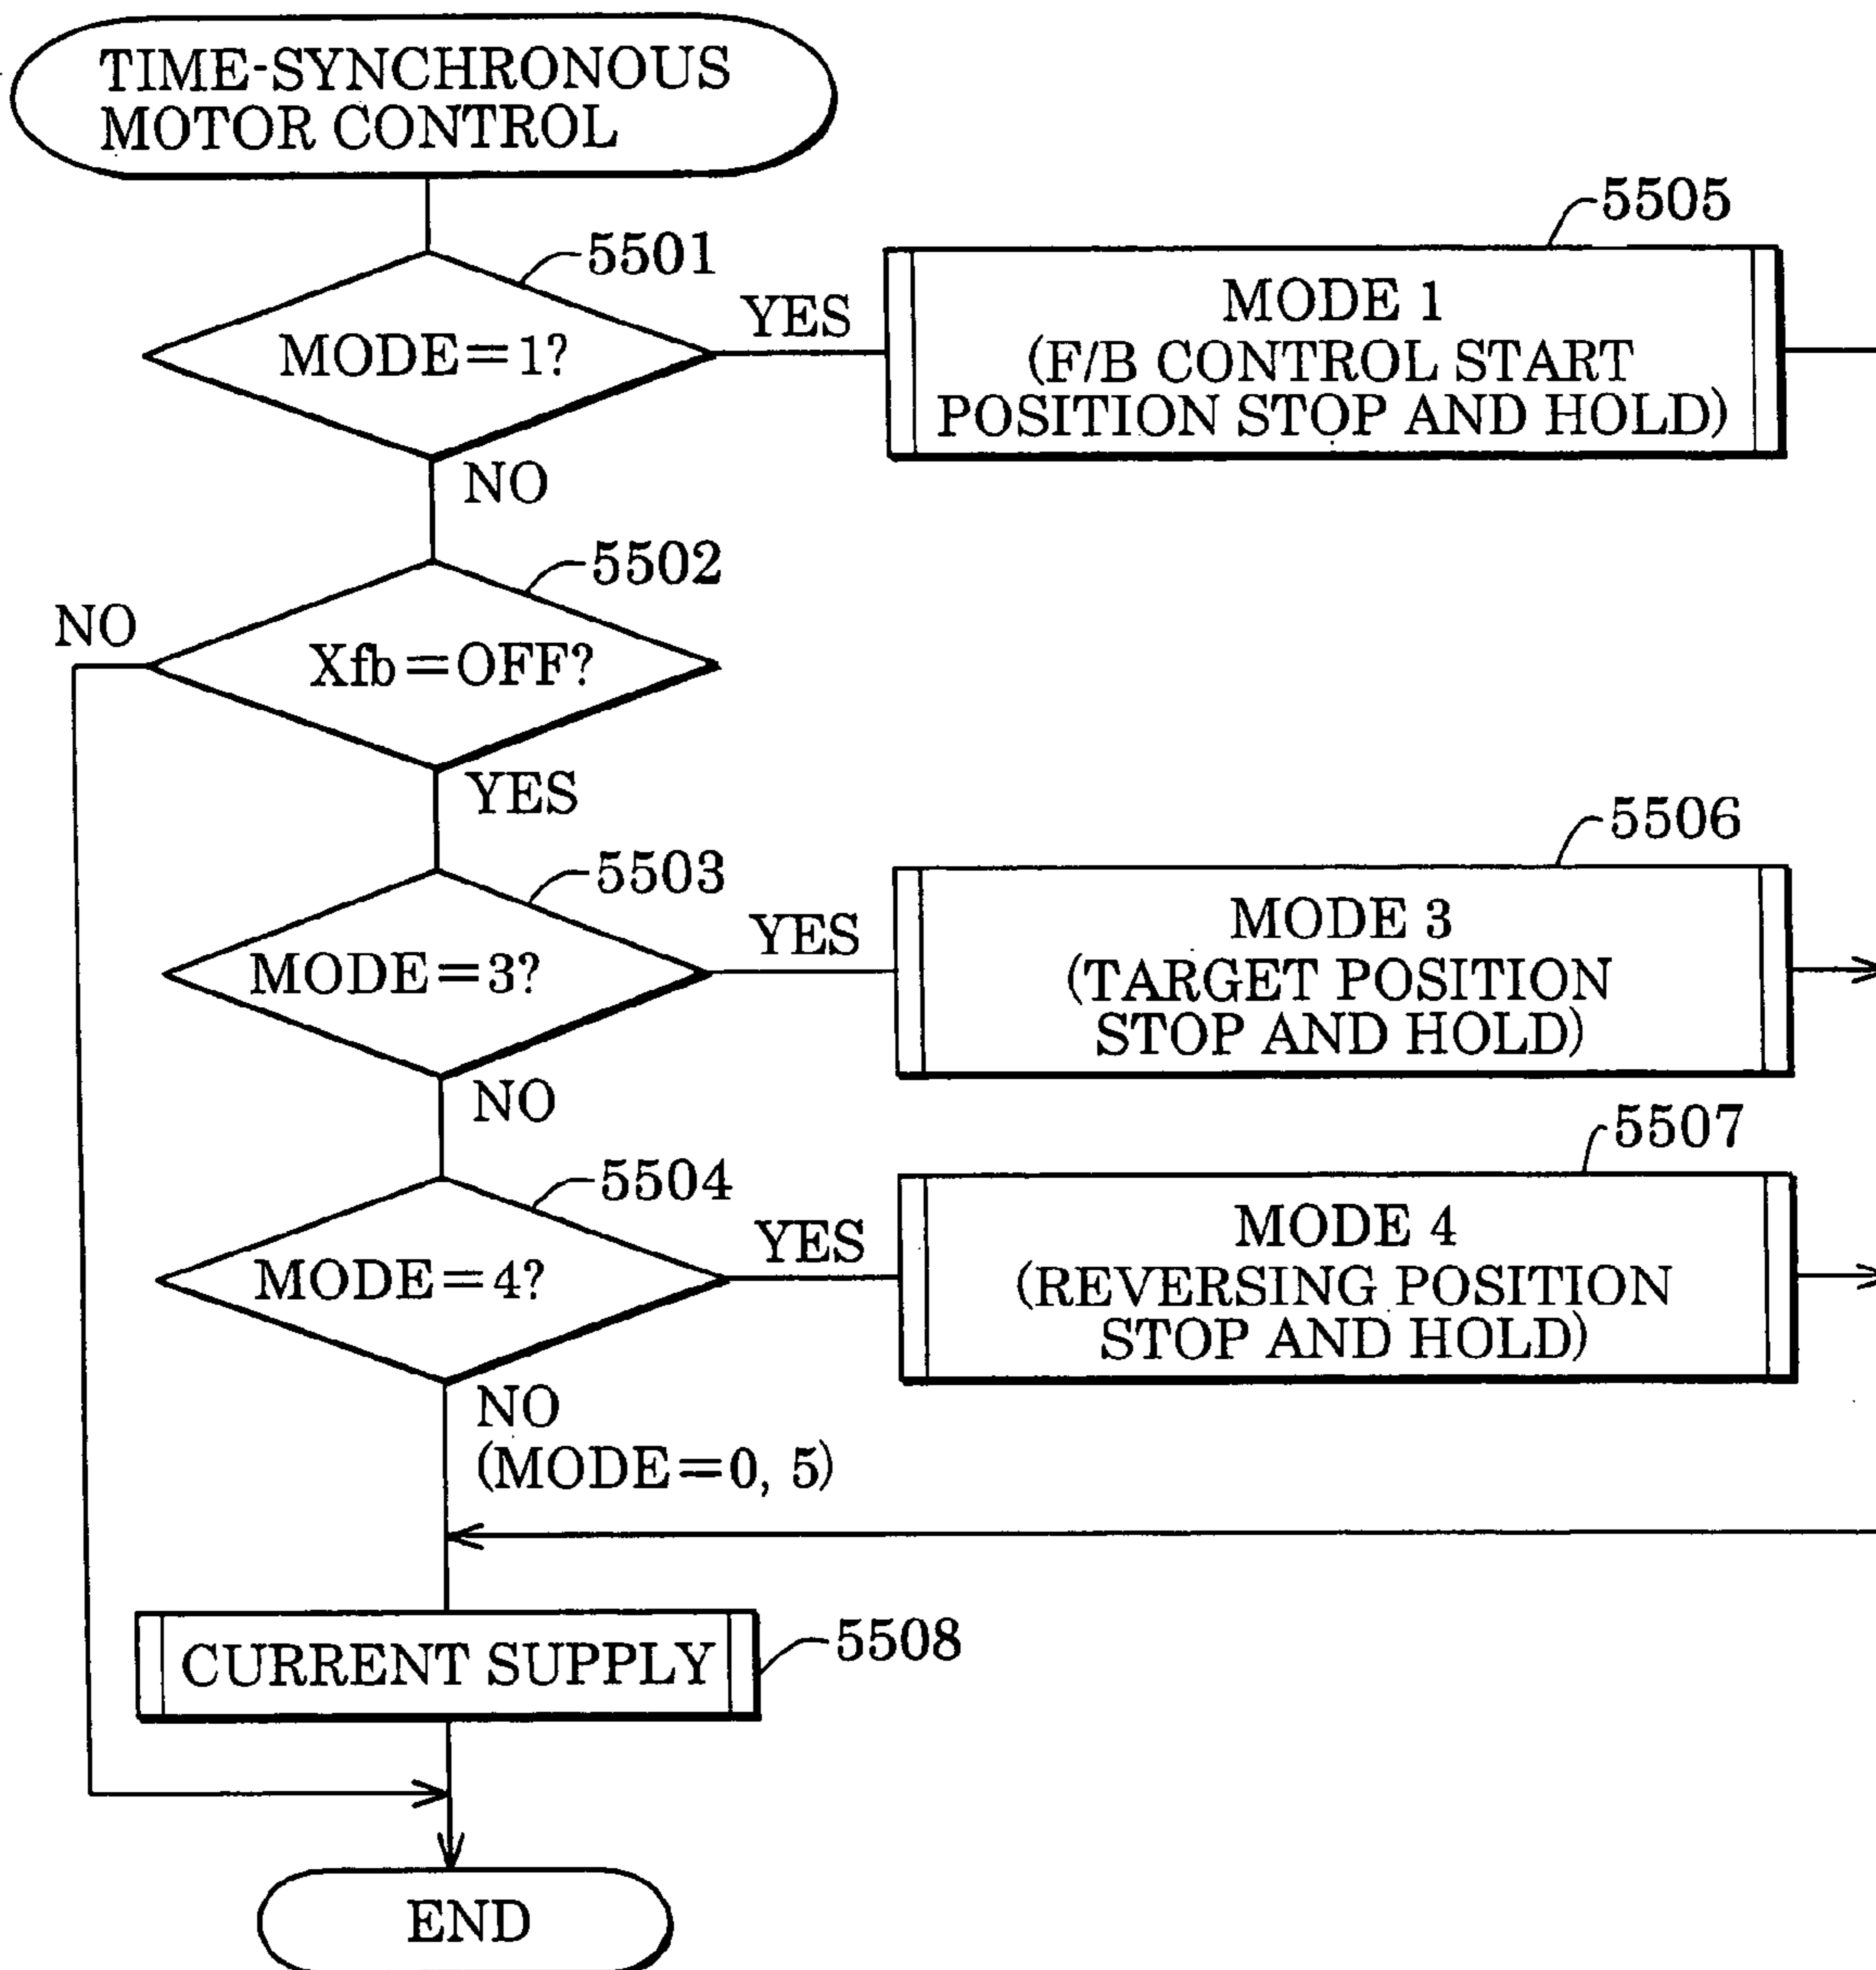 TIME-SYNCHRONOUS
MOTOR CONTROL
5501
MODE=1?
YES
5505
MODE 1
(F/B CONTROL START
POSITION STOP AND HOLD)
NO
5502
NO
Xfb=OFF?
YES
5503
MODE=3?
YES
5506
MODE 3
(TARGET POSITION
STOP AND HOLD)
NO
5504
MODE=4?
YES
5507
MODE 4
(REVERSING POSITION
STOP AND HOLD)
NO
(MODE=0, 5)
CURRENT SUPPLY
5508
END